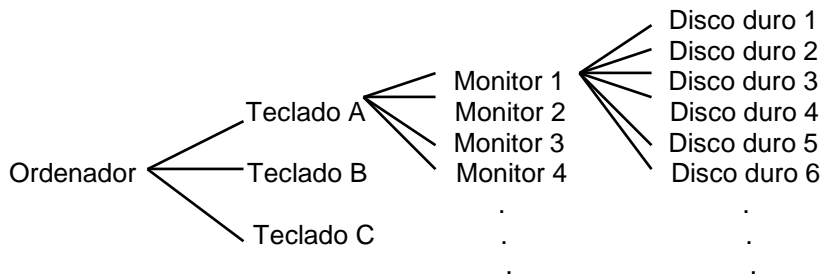 Ordenador
Teclado A
Teclado B
Teclado C
Monitor 1
Monitor 2
Monitor 3
Monitor 4
.
.
.
Disco duro 1
Disco duro 2
Disco duro 3
Disco duro 4
Disco duro 5
Disco duro 6
.
.
.